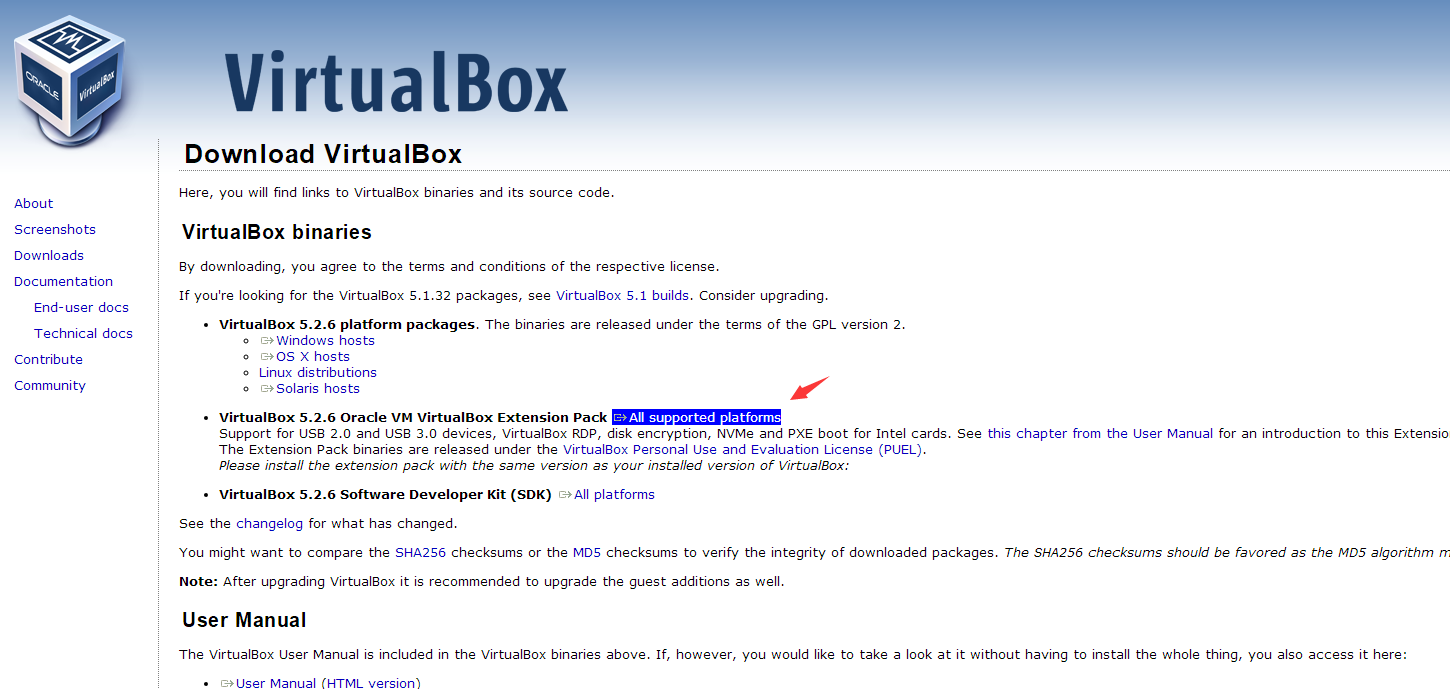 ORACLE
VirtualBox
VirtualBox
Download VirtualBox
Here, you will find links to VirtualBox binaries and its source code.
About
Screenshots
Downloads
Documentation
End-user docs
Technical docs
Contribute
Community
VirtualBox binaries
By downloading, you agree to the terms and conditions of the respective license.
If you're looking for the VirtualBox 5.1.32 packages, see VirtualBox 5.1 builds. Consider upgrading.
VirtualBox 5.2.6 platform packages. The binaries are released under the terms of the GPL version 2.
Windows hosts
OS X hosts
Linux distributions
Solaris hosts
VirtualBox 5.2.6 Oracle VM VirtualBox Extension Pack All supported platforms
Support for USB 2.0 and USB 3.0 devices, VirtualBox RDP, disk encryption, NVMe and PXE boot for Intel cards. See this chapter from the User Manual for an introduction to this Extensio
The Extension Pack binaries are released under the VirtualBox Personal Use and Evaluation License (PUEL).
Please install the extension pack with the same version as your installed version of VirtualBox:
VirtualBox 5.2.6 Software Developer Kit (SDK) All platforms
See the changelog for what has changed.
You might want to compare the SHA256 checksums or the MD5 checksums to verify the integrity of downloaded packages. The SHA256 checksums should be favored as the MD5 algorithm m
Note: After upgrading VirtualBox it is recommended to upgrade the guest additions as well.
User Manual
The VirtualBox User Manual is included in the VirtualBox binaries above. If, however, you would like to take a look at it without having to install the whole thing, you also access it here:
User Manual (HTML version)